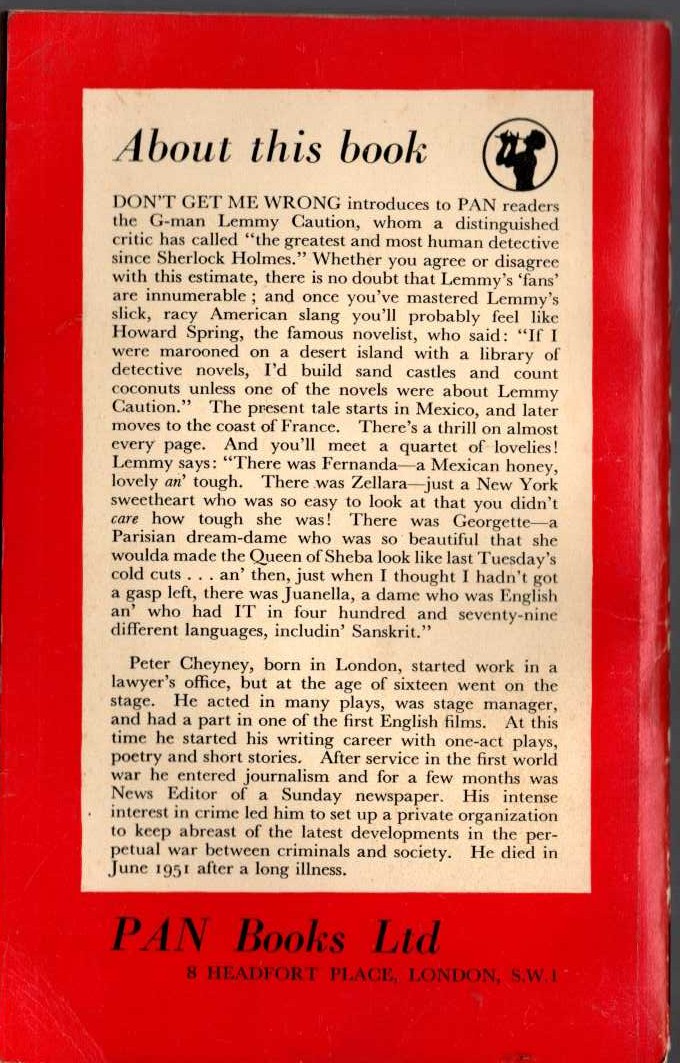 About this book
DON'T GET ME WRONG introduces to PAN readers
the G-man Lemmy Caution, whom a distinguished
critic has called "the greatest and most human detective
since Sherlock Holmes." Whether you agree or disagree
with this estimate, there is no doubt that Lemmy's 'fans'
are innumerable; and once you've mastered Lemmy's
slick, racy American slang you'll probably feel like
Howard Spring, the famous novelist, who said: "If I
were marooned on a desert island with a library of
detective novels, I'd build sand castles and count
coconuts unless one of the novels were about Lemmy
Caution." The present tale starts in Mexico, and later
moves to the coast of France. There's a thrill on almost
every page. And you'll meet a quartet of lovelies!
Lemmy says: "There was Fernanda—a Mexican honey,
lovely an' tough. There was Zellara—just a New York
sweetheart who was so easy to look at that you didn't
care how tough she was! There was Georgette—a
Parisian dream-dame who was so beautiful that she
woulda made the Queen of Sheba look like last Tuesday's
cold cuts . . . an' then, just when I thought I hadn't got
a gasp left, there was Juanella, a dame who was English
an' who had IT in four hundred and seventy-nine
different languages, includin' Sanskrit."
Peter Cheyney, born in London, started work in a
lawyer's office, but at the age of sixteen went on the
stage. He acted in many plays, was stage manager,
and had a part in one of the first English films. At this
time he started his writing career with one-act plays,
poetry and short stories. After service in the first world
war he entered journalism and for a few months was
News Editor of a Sunday newspaper. His intense
interest in crime led him to set up a private organization
to keep abreast of the latest developments in the per-
petual war between criminals and society. He died in
June 1951 after a long illness.
PAN Books Ltd
8 HEADFORT PLACE, LONDON, S.W.1